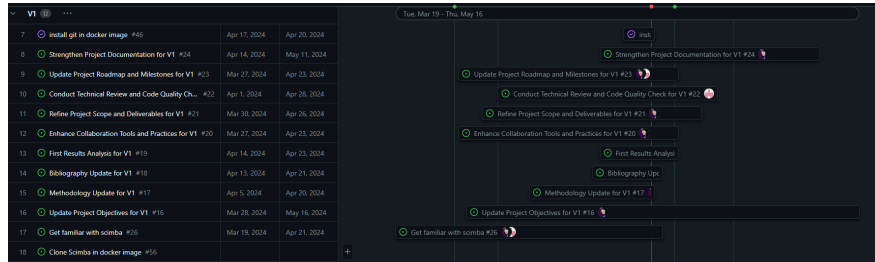 V1 12 ... Tue, Mar 19 - Thu, May 16
7 install git in docker image #46 Apr 17, 2024 Apr 20, 2024 inst
8 Strengthen Project Documentation for V1 #24 Apr 14, 2024 May 11, 2024 Strengthen Project Documentation for V1 #24
9 Update Project Roadmap and Milestones for V1 #23 Mar 27, 2024 Apr 23, 2024 Update Project Roadmap and Milestones for V1 #23
10 Conduct Technical Review and Code Quality Ch... #22 Apr 1, 2024 Apr 28, 2024 Conduct Technical Review and Code Quality Check for V1 #22
11 Refine Project Scope and Deliverables for V1 #21 Mar 30, 2024 Apr 26, 2024 Refine Project Scope and Deliverables for V1 #21
12 Enhance Collaboration Tools and Practices for V1 #20 Mar 27, 2024 Apr 23, 2024 Enhance Collaboration Tools and Practices for V1 #20
13 First Results Analysis for V1 #19 Apr 14, 2024 Apr 23, 2024 First Results Analysi
14 Bibliography Update for V1 #18 Apr 13, 2024 Apr 21, 2024 Bibliography Upd
15 Methodology Update for V1 #17 Apr 5, 2024 Apr 20, 2024 Methodology Update for V1 #17
16 Update Project Objectives for V1 #16 Mar 28, 2024 May 16, 2024 Update Project Objectives for V1 #16
17 Get familiar with scimba #26 Mar 19, 2024 Apr 21, 2024 Get familiar with scimba #26
18 Clone Scimba in docker image #56 +